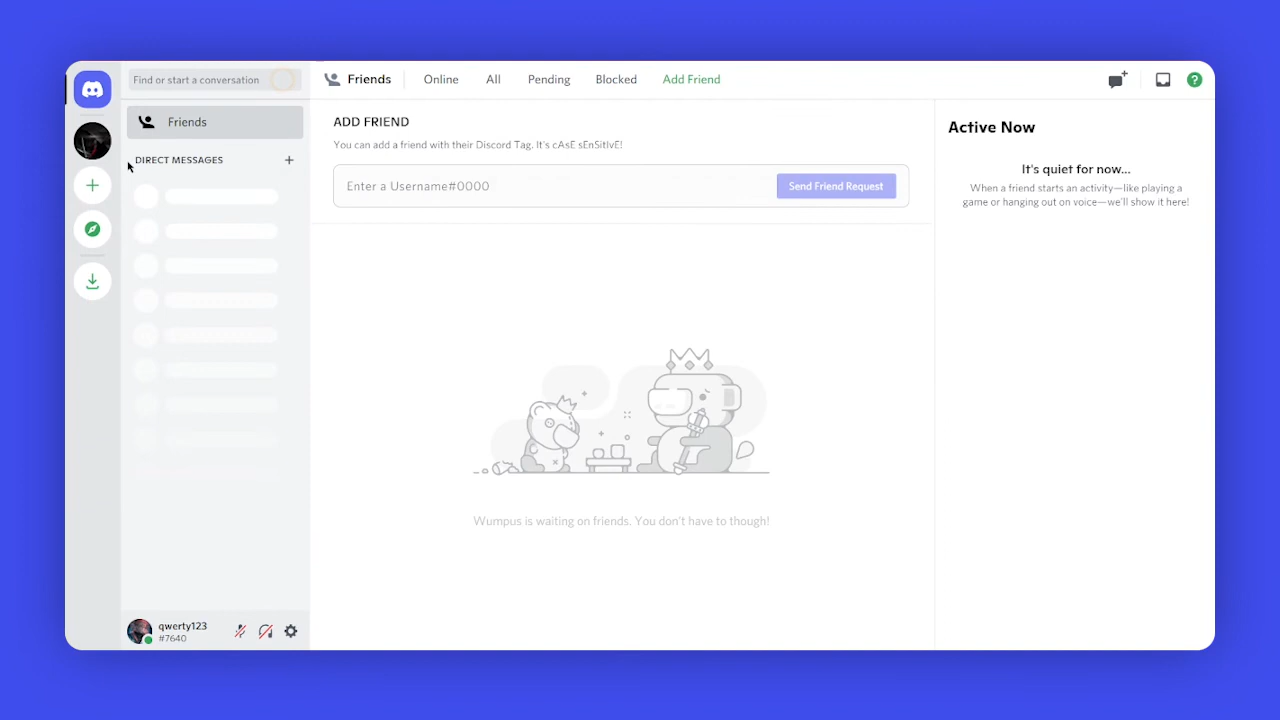 Find or start a conversation
Friends
Online
All
Pending
Blocked
Add Friend
Friends
DIRECT MESSAGES
ADD FRIEND
You can add a friend with their Discord Tag. It's cAsE sEnSitIvE!
Enter a Username#0000
Send Friend Request
Wumpus is waiting on friends. You don't have to though!
Active Now
It's quiet for now...
When a friend starts an activity—like playing a
game or hanging out on voice—we'll show it here!
qwerty123
#7640